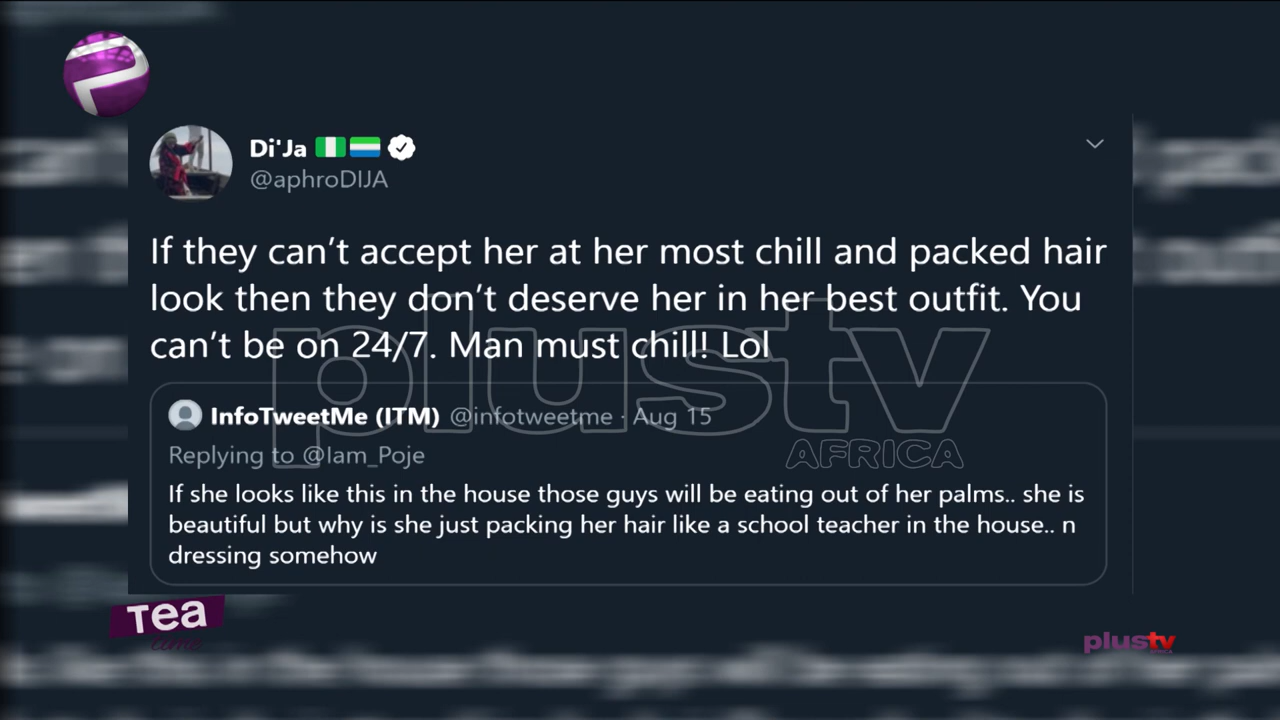 Di'Ja 🇳🇬🇸🇱
@aphroDIJA
If they can’t accept her at her most chill and packed hair
look then they don’t deserve her in her best outfit. You
can’t be on 24/7. Man must chill! Lol
InfoTweetMe (ITM) @infotweetme · Aug 15
Replying to @Iam_Poje
If she looks like this in the house those guys will be eating out of her palms.. she is
beautiful but why is she just packing her hair like a school teacher in the house.. n
dressing somehow
plustv
AFRICA
Tea
time
plustv